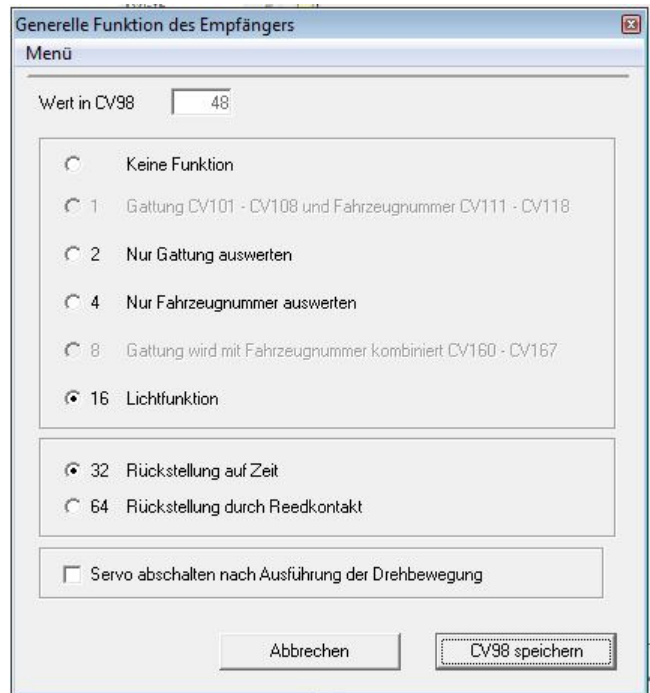 Generelle Funktion des Empfängers
Menü
Wert in CV98 48
Keine Funktion
1 Gattung CV101 - CV108 und Fahrzeugnummer CV111 - CV118
2 Nur Gattung auswerten
4 Nur Fahrzeugnummer auswerten
8 Gattung wird mit Fahrzeugnummer kombiniert CV160 - CV167
16 Lichtfunktion
32 Rückstellung auf Zeit
64 Rückstellung durch Reedkontakt
Servo abschalten nach Ausführung der Drehbewegung
Abbrechen CV98 speichern